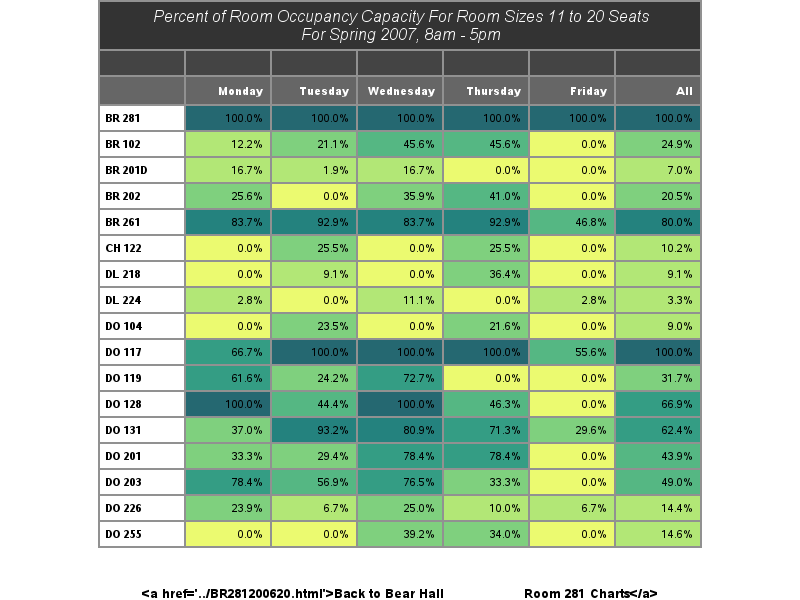 Percent of Room Occupancy Capacity For Room Sizes 11 to 20 Seats
For Spring 2007, 8am - 5pm
Monday Tuesday Wednesday Thursday Friday All
BR 281 100.0% 100.0% 100.0% 100.0% 100.0% 100.0%
BR 102 12.2% 21.1% 45.6% 45.6% 0.0% 24.9%
BR 201D 16.7% 1.9% 16.7% 0.0% 0.0% 7.0%
BR 202 25.6% 0.0% 35.9% 41.0% 0.0% 20.5%
BR 261 83.7% 92.9% 83.7% 92.9% 46.8% 80.0%
CH 122 0.0% 25.5% 0.0% 25.5% 0.0% 10.2%
DL 218 0.0% 9.1% 0.0% 36.4% 0.0% 9.1%
DL 224 2.8% 0.0% 11.1% 0.0% 2.8% 3.3%
DO 104 0.0% 23.5% 0.0% 21.6% 0.0% 9.0%
DO 117 66.7% 100.0% 100.0% 100.0% 55.6% 100.0%
DO 119 61.6% 24.2% 72.7% 0.0% 0.0% 31.7%
DO 128 100.0% 44.4% 100.0% 46.3% 0.0% 66.9%
DO 131 37.0% 93.2% 80.9% 71.3% 29.6% 62.4%
DO 201 33.3% 29.4% 78.4% 78.4% 0.0% 43.9%
DO 203 78.4% 56.9% 76.5% 33.3% 0.0% 49.0%
DO 226 23.9% 6.7% 25.0% 10.0% 6.7% 14.4%
DO 255 0.0% 0.0% 39.2% 34.0% 0.0% 14.6%
<a href='../BR281200620.html'>Back to Bear Hall Room 281 Charts</a>